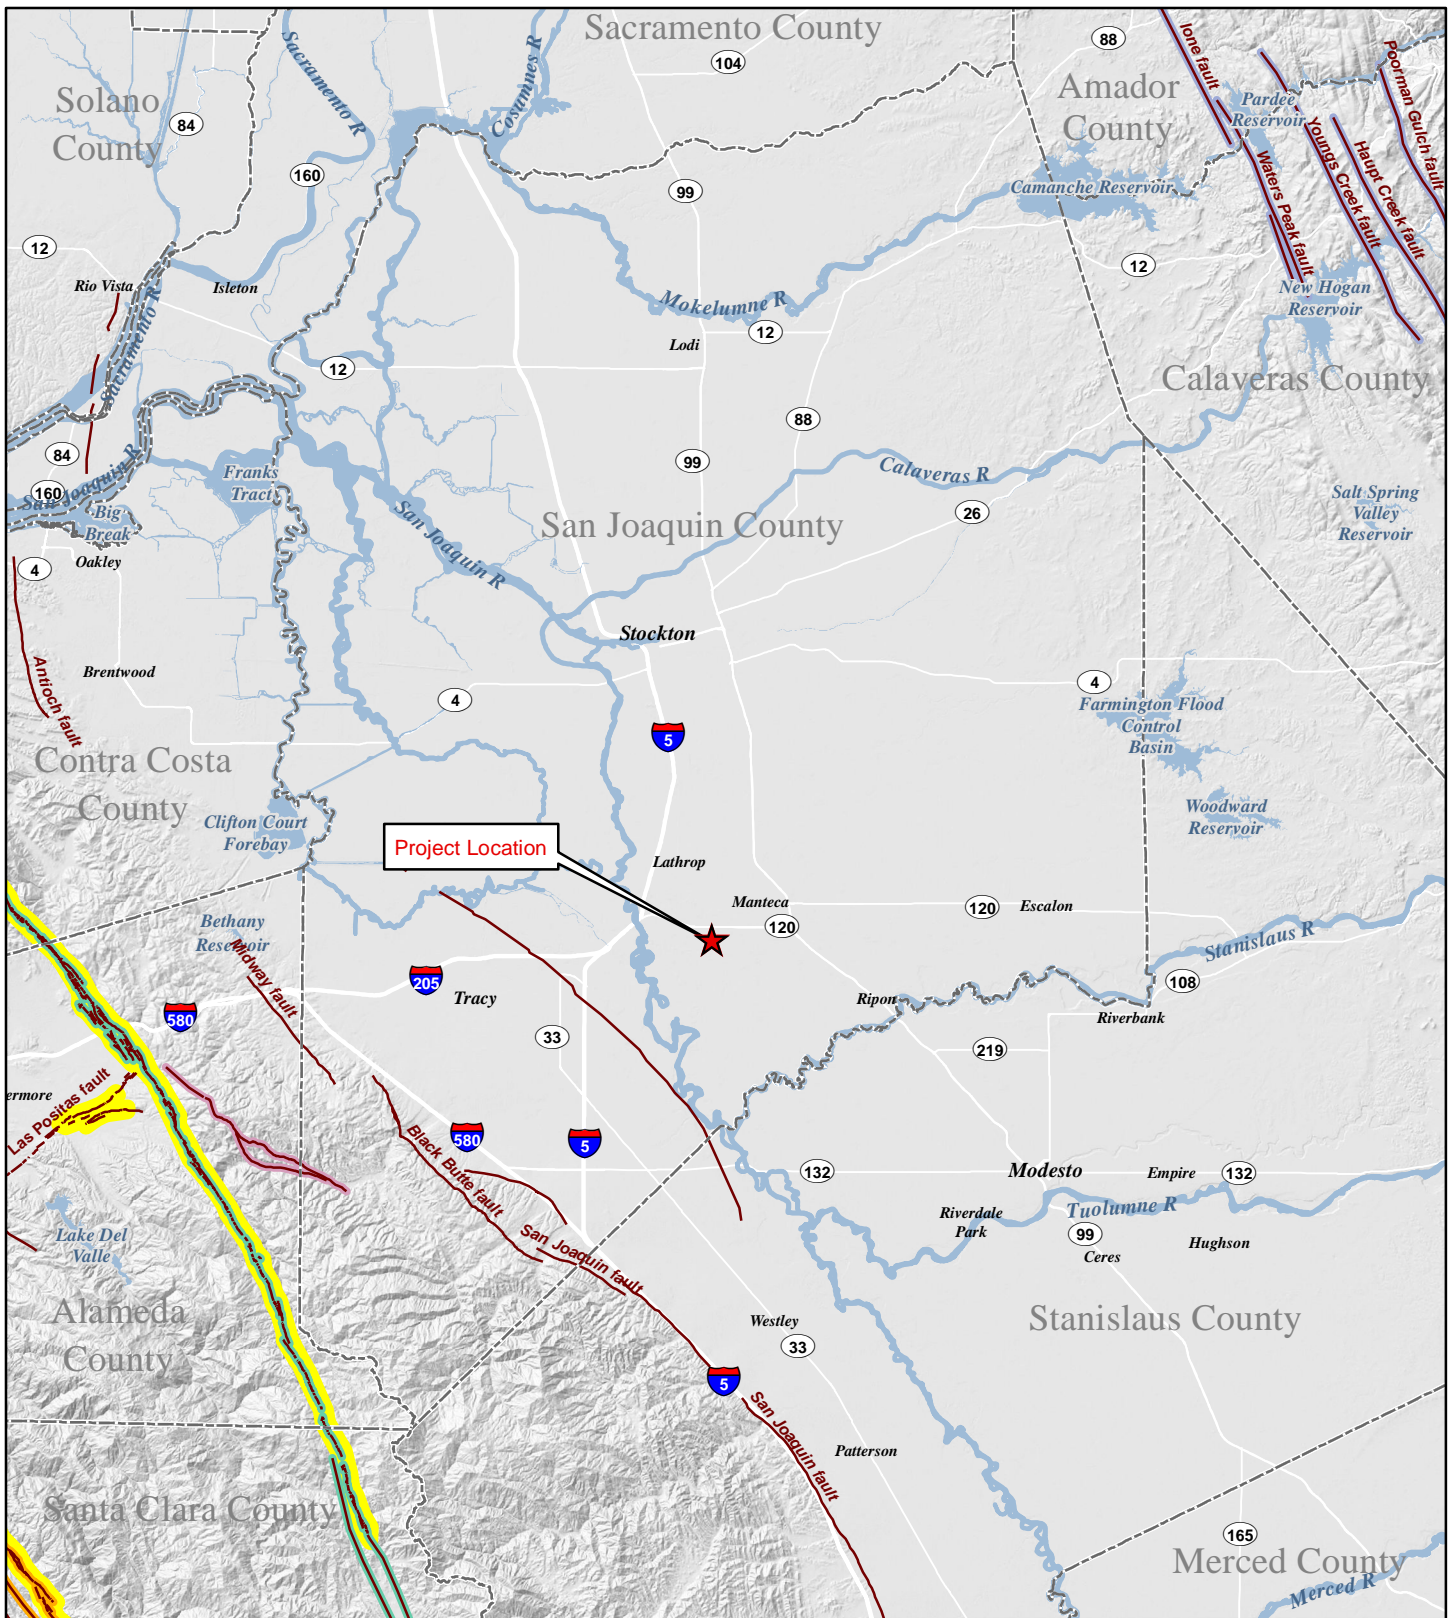 Sacramento County
Sacramento R
Cosumnes R
88
104
Ione fault
Poorman Gulch fault
Solano
County
84
Amador
County
Pardee
Reservoir
Youngs Creek fault
Haupt Creek fault
Waters Peak fault
160
99
Camanche Reservoir
12
Rio Vista
Isleton
Sacramento R
12
New Hogan
Reservoir
Mokelumne R
12
Lodi
12
Calaveras County
88
84
99
Calaveras R
Franks
Tract
San Joaquin R
160
Big
Break
Oakley
4
San Joaquin R
San Joaquin County
26
Salt Spring
Valley
Reservoir
Stockton
Antioch fault
Brentwood
4
4
Farmington Flood
Control
Basin
5
Contra Costa
County
Clifton Court
Forebay
Woodward
Reservoir
Project Location
Lathrop
Manteca
120
120
Escalon
Bethany
Reservoir
Midway fault
Stanislaus R
205
Tracy
108
580
Ripon
Riverbank
33
219
ermore
Las Positas fault
580
5
Black Butte fault
132
Modesto
Empire
132
Lake Del
Valle
San Joaquin fault
Riverdale
Park
Tuolumne R
99
Ceres
Hughson
Alameda
County
Stanislaus County
Westley
33
5
San Joaquin fault
Patterson
Santa Clara County
165
Merced County
Merced R